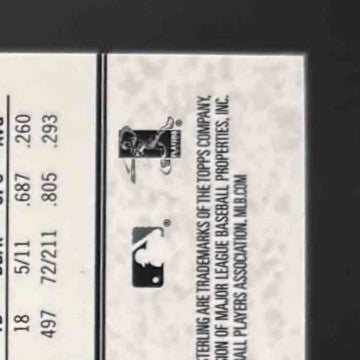 18 5/11 .687 .260
497 72/211 .805 .293
STERLING ARE TRADEMARKS OF THE TOPPS COMPANY,
OF MAJOR LEAGUE BASEBALL PROPERTIES, INC.
PLAYERS ASSOCIATION. MLB.COM